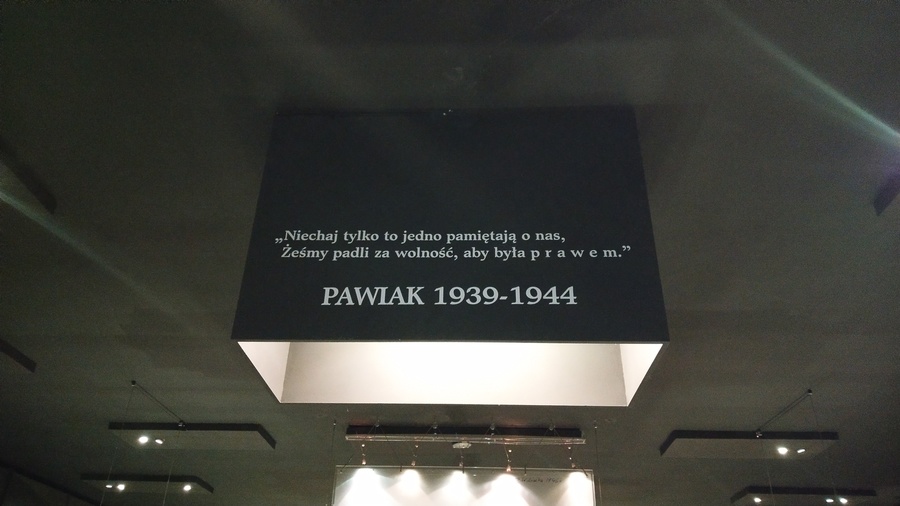 „Niechaj tylko to jedno pamiętają o nas,
Żeśmy padli za wolność, aby była p r a w e m.”
PAWIAK 1939-1944